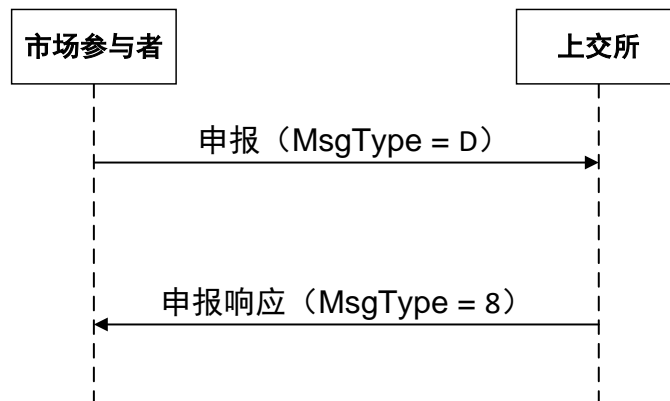 市场参与者
上交所
申报（MsgType = D）
申报响应（MsgType = 8）